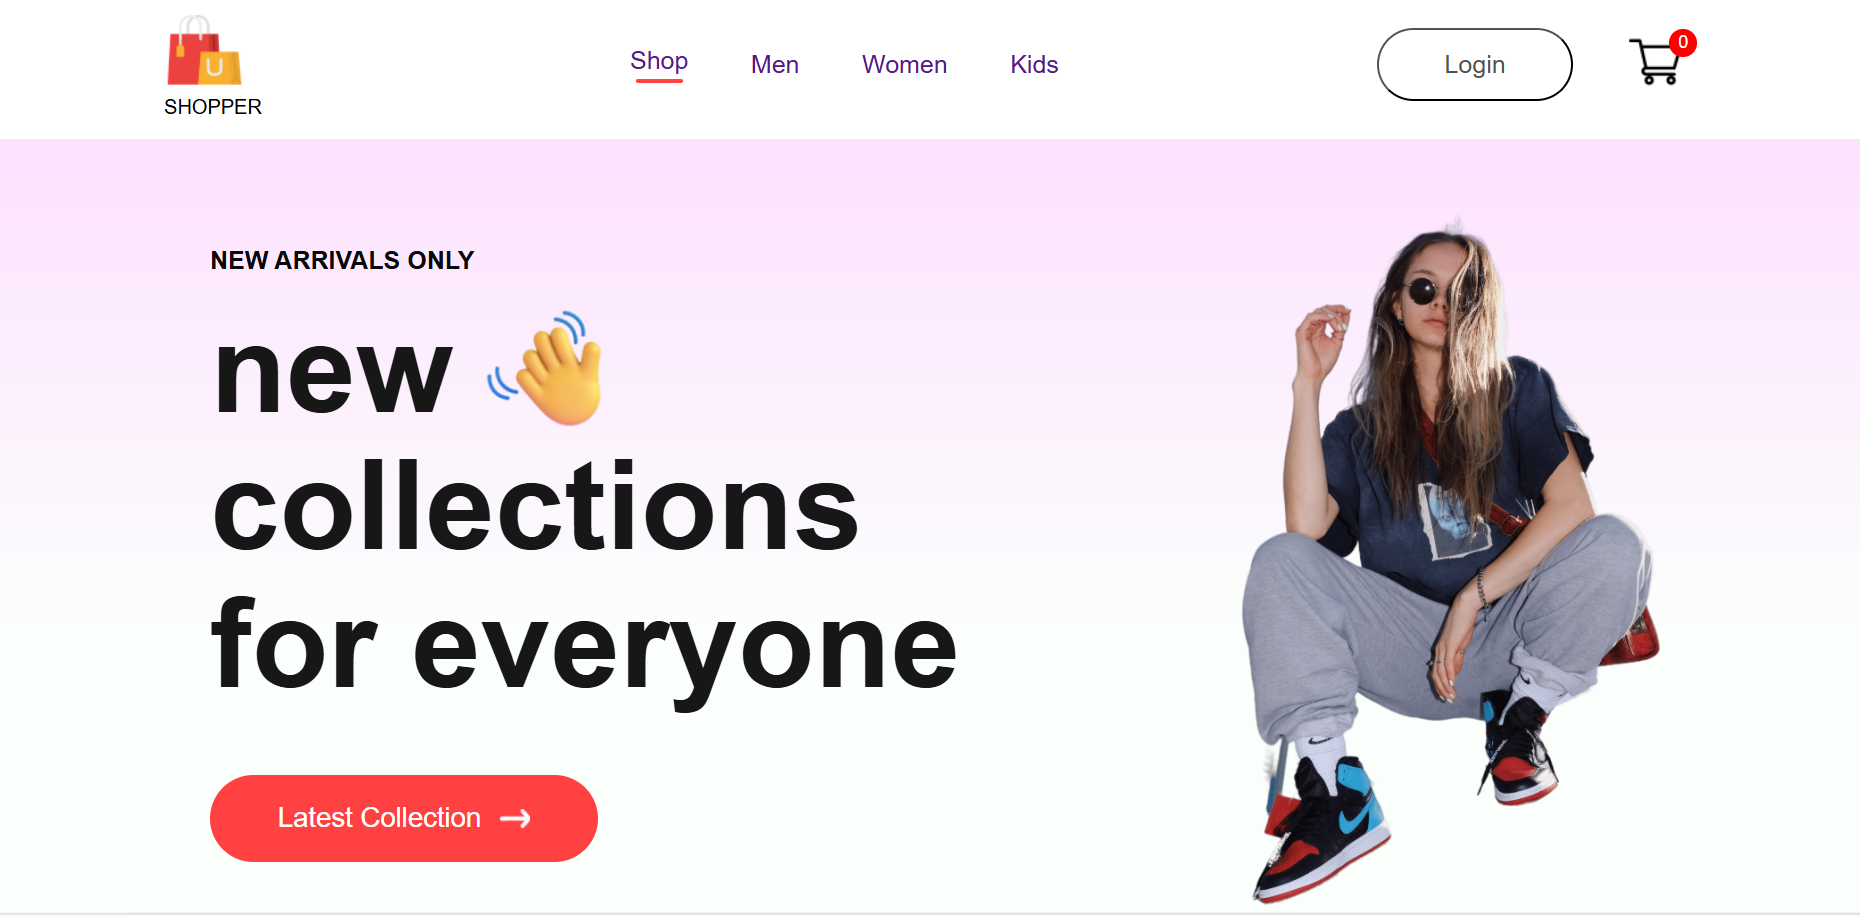 SHOPPER
Shop
Men
Women
Kids
Login
0
NEW ARRIVALS ONLY
new
collections
for everyone
Latest Collection